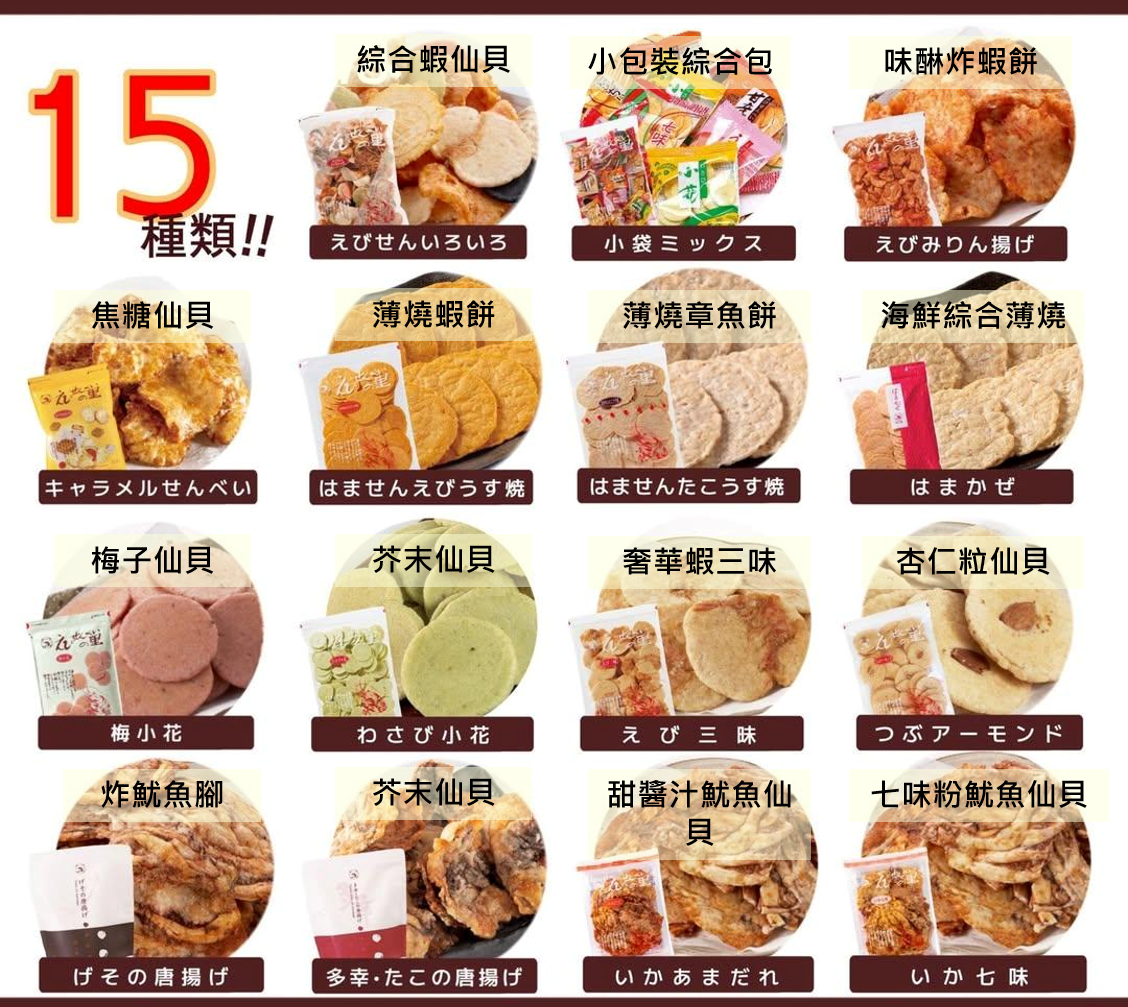 15
種類!!
綜合蝦仙貝
えびせんいろいろ
小包裝綜合包
小袋ミックス
味醂炸蝦餅
えびみりん揚げ
焦糖仙貝
キャラメルせんべい
薄燒蝦餅
はませんえびうす焼
薄燒章魚餅
はませんたこうす焼
海鮮綜合薄燒
はまかぜ
梅子仙貝
梅小花
芥末仙貝
わさび小花
奢華蝦三味
えび三昧
杏仁粒仙貝
つぶアーモンド
炸魷魚腳
げその唐揚げ
芥末仙貝
多幸・たこの唐揚げ
甜醬汁魷魚仙
貝
いかあまだれ
七味粉魷魚仙貝
いか七味